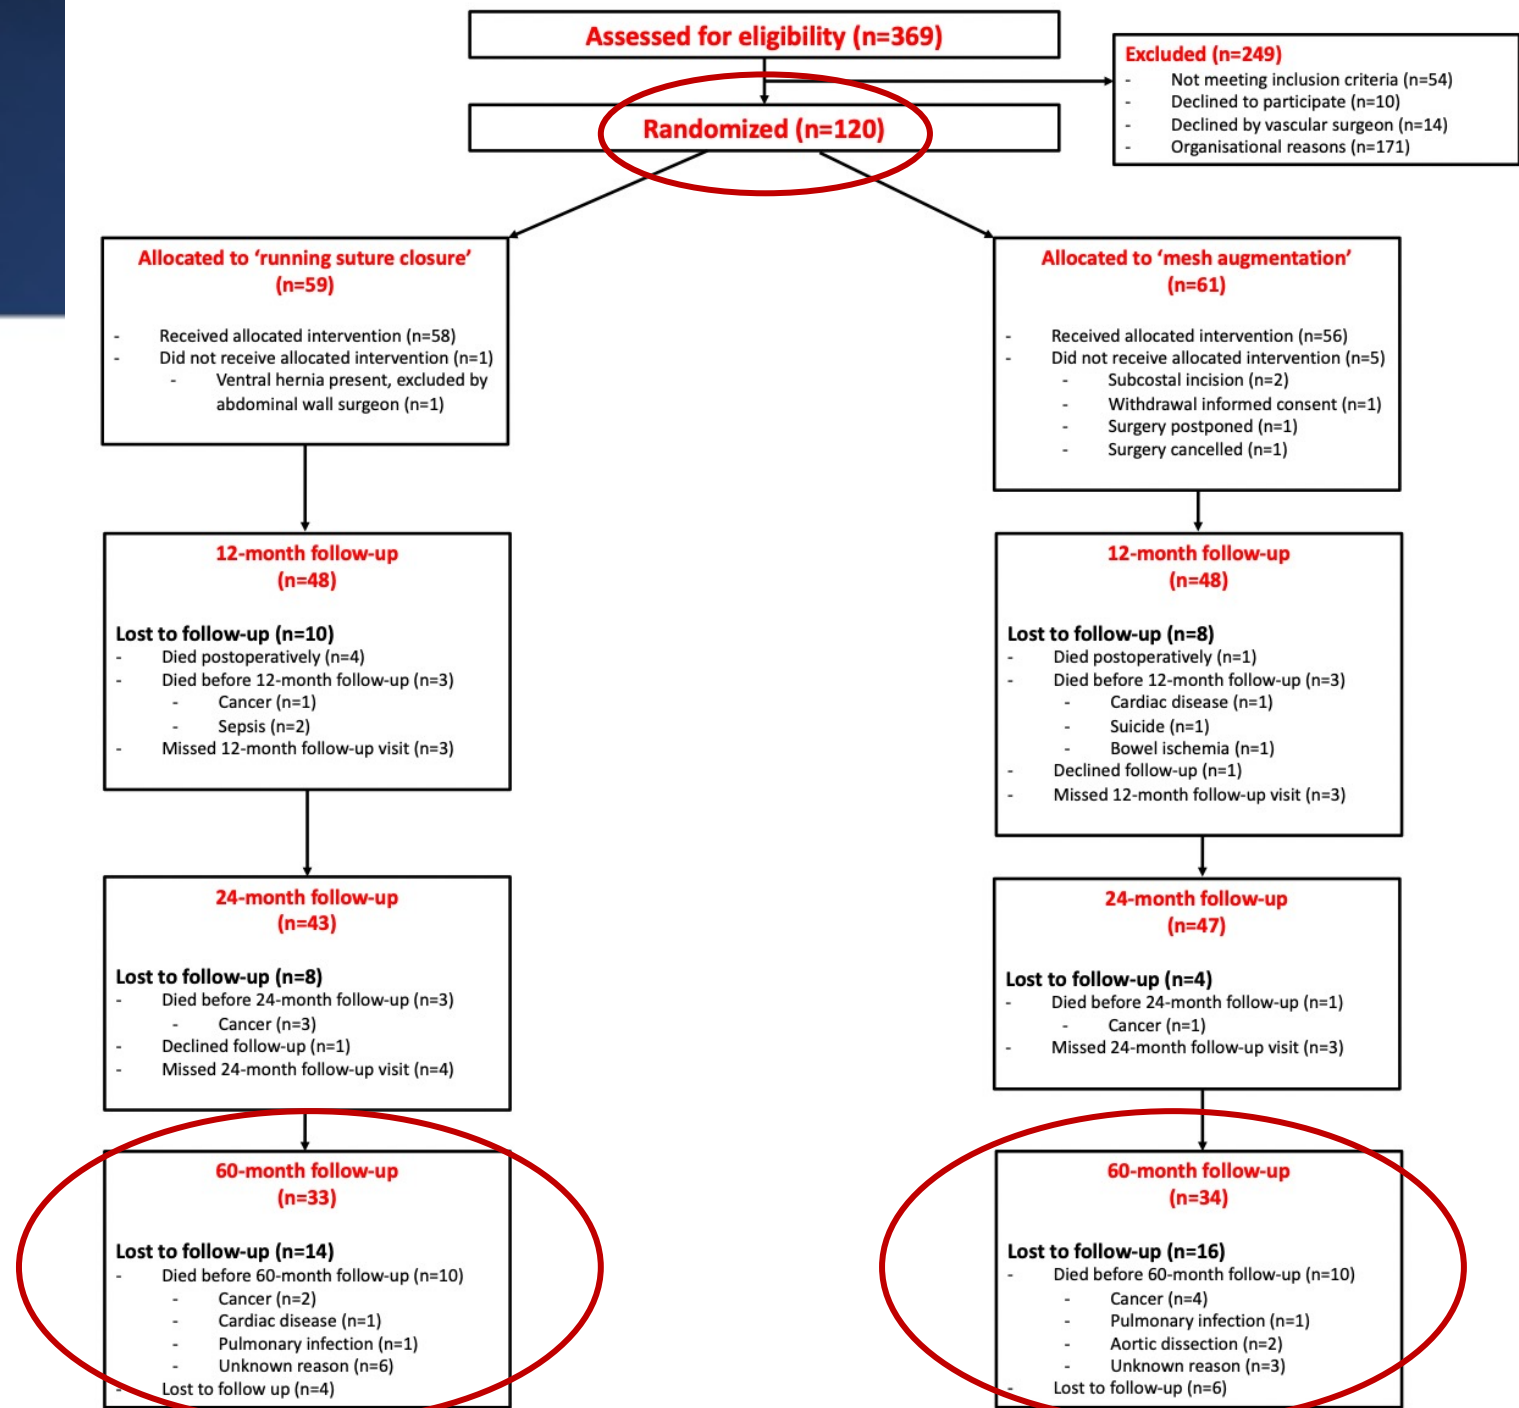 Assessed for eligibility (n=369)
Excluded (n=249)
- Not meeting inclusion criteria (n=54)
- Declined to participate (n=10)
- Declined by vascular surgeon (n=14)
- Organisational reasons (n=171)
Randomized (n=120)
Allocated to ‘running suture closure’
(n=59)
- Received allocated intervention (n=58)
- Did not receive allocated intervention (n=1)
- Ventral hernia present, excluded by
abdominal wall surgeon (n=1)
Allocated to ‘mesh augmentation’
(n=61)
- Received allocated intervention (n=56)
- Did not receive allocated intervention (n=5)
- Subcostal incision (n=2)
- Withdrawal informed consent (n=1)
- Surgery postponed (n=1)
- Surgery cancelled (n=1)
12-month follow-up
(n=48)
Lost to follow-up (n=10)
- Died postoperatively (n=4)
- Died before 12-month follow-up (n=3)
- Cancer (n=1)
- Sepsis (n=2)
- Missed 12-month follow-up visit (n=3)
12-month follow-up
(n=48)
Lost to follow-up (n=8)
- Died postoperatively (n=1)
- Died before 12-month follow-up (n=3)
- Cardiac disease (n=1)
- Suicide (n=1)
- Bowel ischemia (n=1)
- Declined follow-up (n=1)
- Missed 12-month follow-up visit (n=3)
24-month follow-up
(n=43)
Lost to follow-up (n=8)
- Died before 24-month follow-up (n=3)
- Cancer (n=3)
- Declined follow-up (n=1)
- Missed 24-month follow-up visit (n=4)
24-month follow-up
(n=47)
Lost to follow-up (n=4)
- Died before 24-month follow-up (n=1)
- Cancer (n=1)
- Missed 24-month follow-up visit (n=3)
60-month follow-up
(n=33)
Lost to follow-up (n=14)
- Died before 60-month follow-up (n=10)
- Cancer (n=2)
- Cardiac disease (n=1)
- Pulmonary infection (n=1)
- Unknown reason (n=6)
- Lost to follow up (n=4)
60-month follow-up
(n=34)
Lost to follow-up (n=16)
- Died before 60-month follow-up (n=10)
- Cancer (n=4)
- Pulmonary infection (n=1)
- Aortic dissection (n=2)
- Unknown reason (n=3)
- Lost to follow-up (n=6)